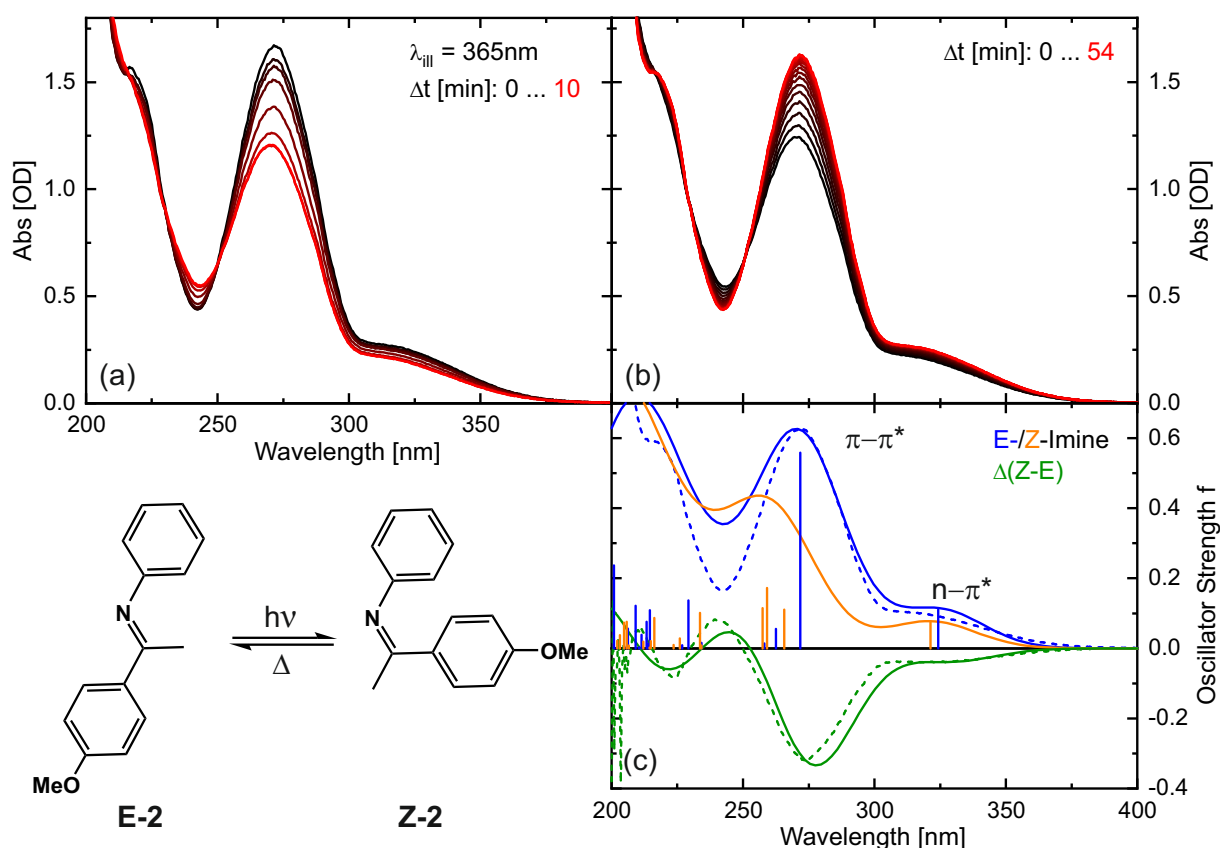 λill = 365nm
Δt [min]: 0 ... 10
1.5
1.0
0.5
0.0
Abs [OD]
(a)
200
250
300
350
Wavelength [nm]
Δt [min]: 0 ... 54
1.5
1.0
0.5
0.0
Abs [OD]
(b)
π−π*
E-/Z-Imine
Δ(Z-E)
n−π*
0.6
0.4
0.2
0.0
-0.2
-0.4
Oscillator Strength f
(c)
200
250
300
350
400
Wavelength [nm]
N
MeO
E-2
hν
Δ
N
OMe
Z-2